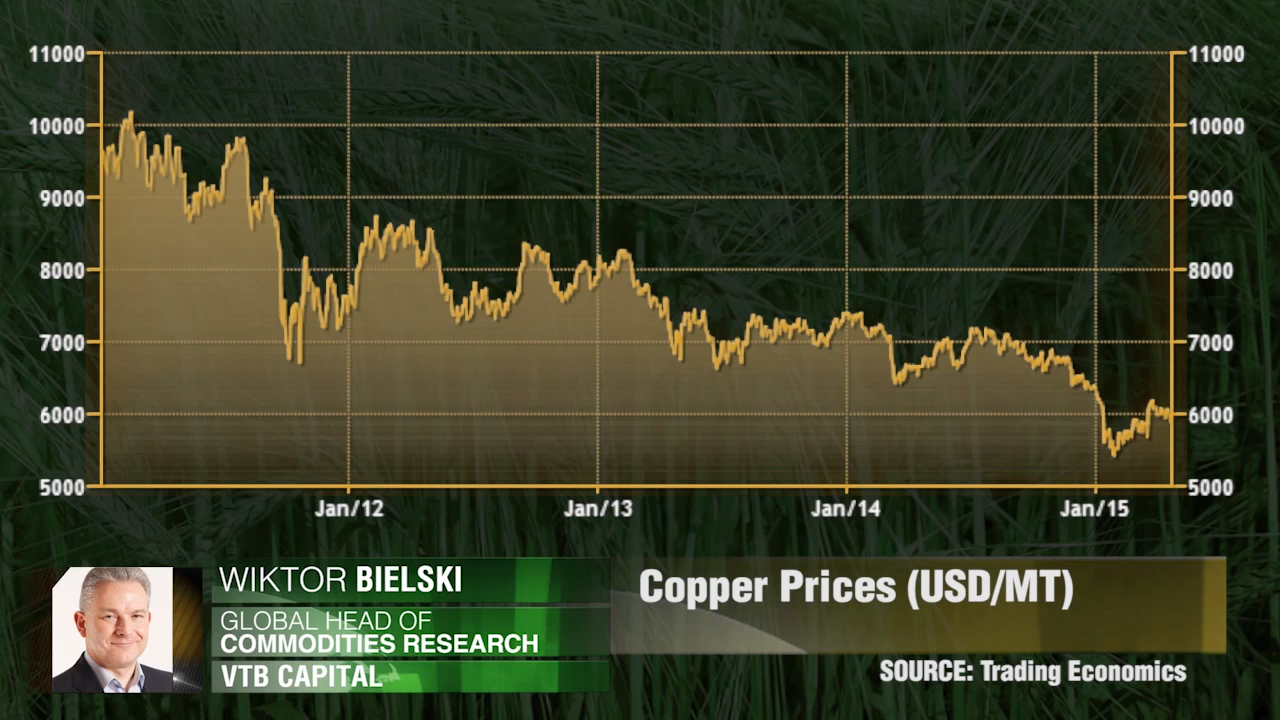 11000 11000
10000 10000
9000 9000
8000 8000
7000 7000
6000 6000
5000 5000
Jan/12 Jan/13 Jan/14 Jan/15
WIKTOR BIELSKI
GLOBAL HEAD OF
COMMODITIES RESEARCH
VTB CAPITAL
Copper Prices (USD/MT)
SOURCE: Trading Economics